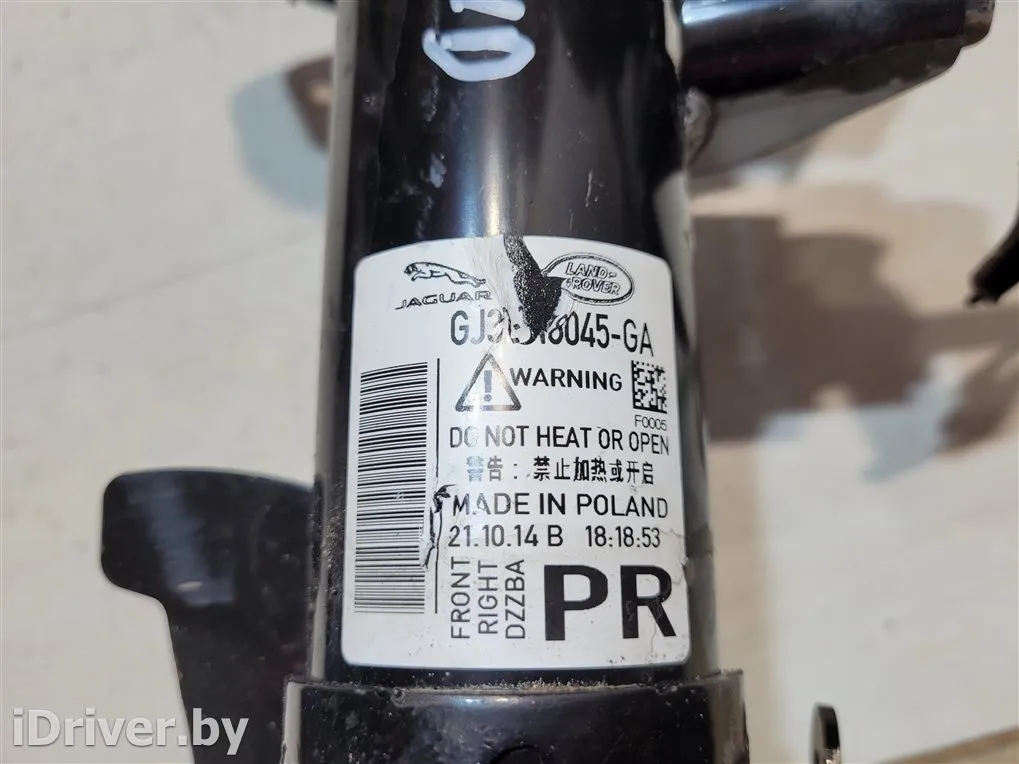 JAGUAR
LAND-
ROVER
WARNING
F0005
DO NOT HEAT OR OPEN
警告: 禁止加热或开启
MADE IN POLAND
21.10.14 B 18:18:53
FRONT
RIGHT
DZZBA
PR
iDriver.by